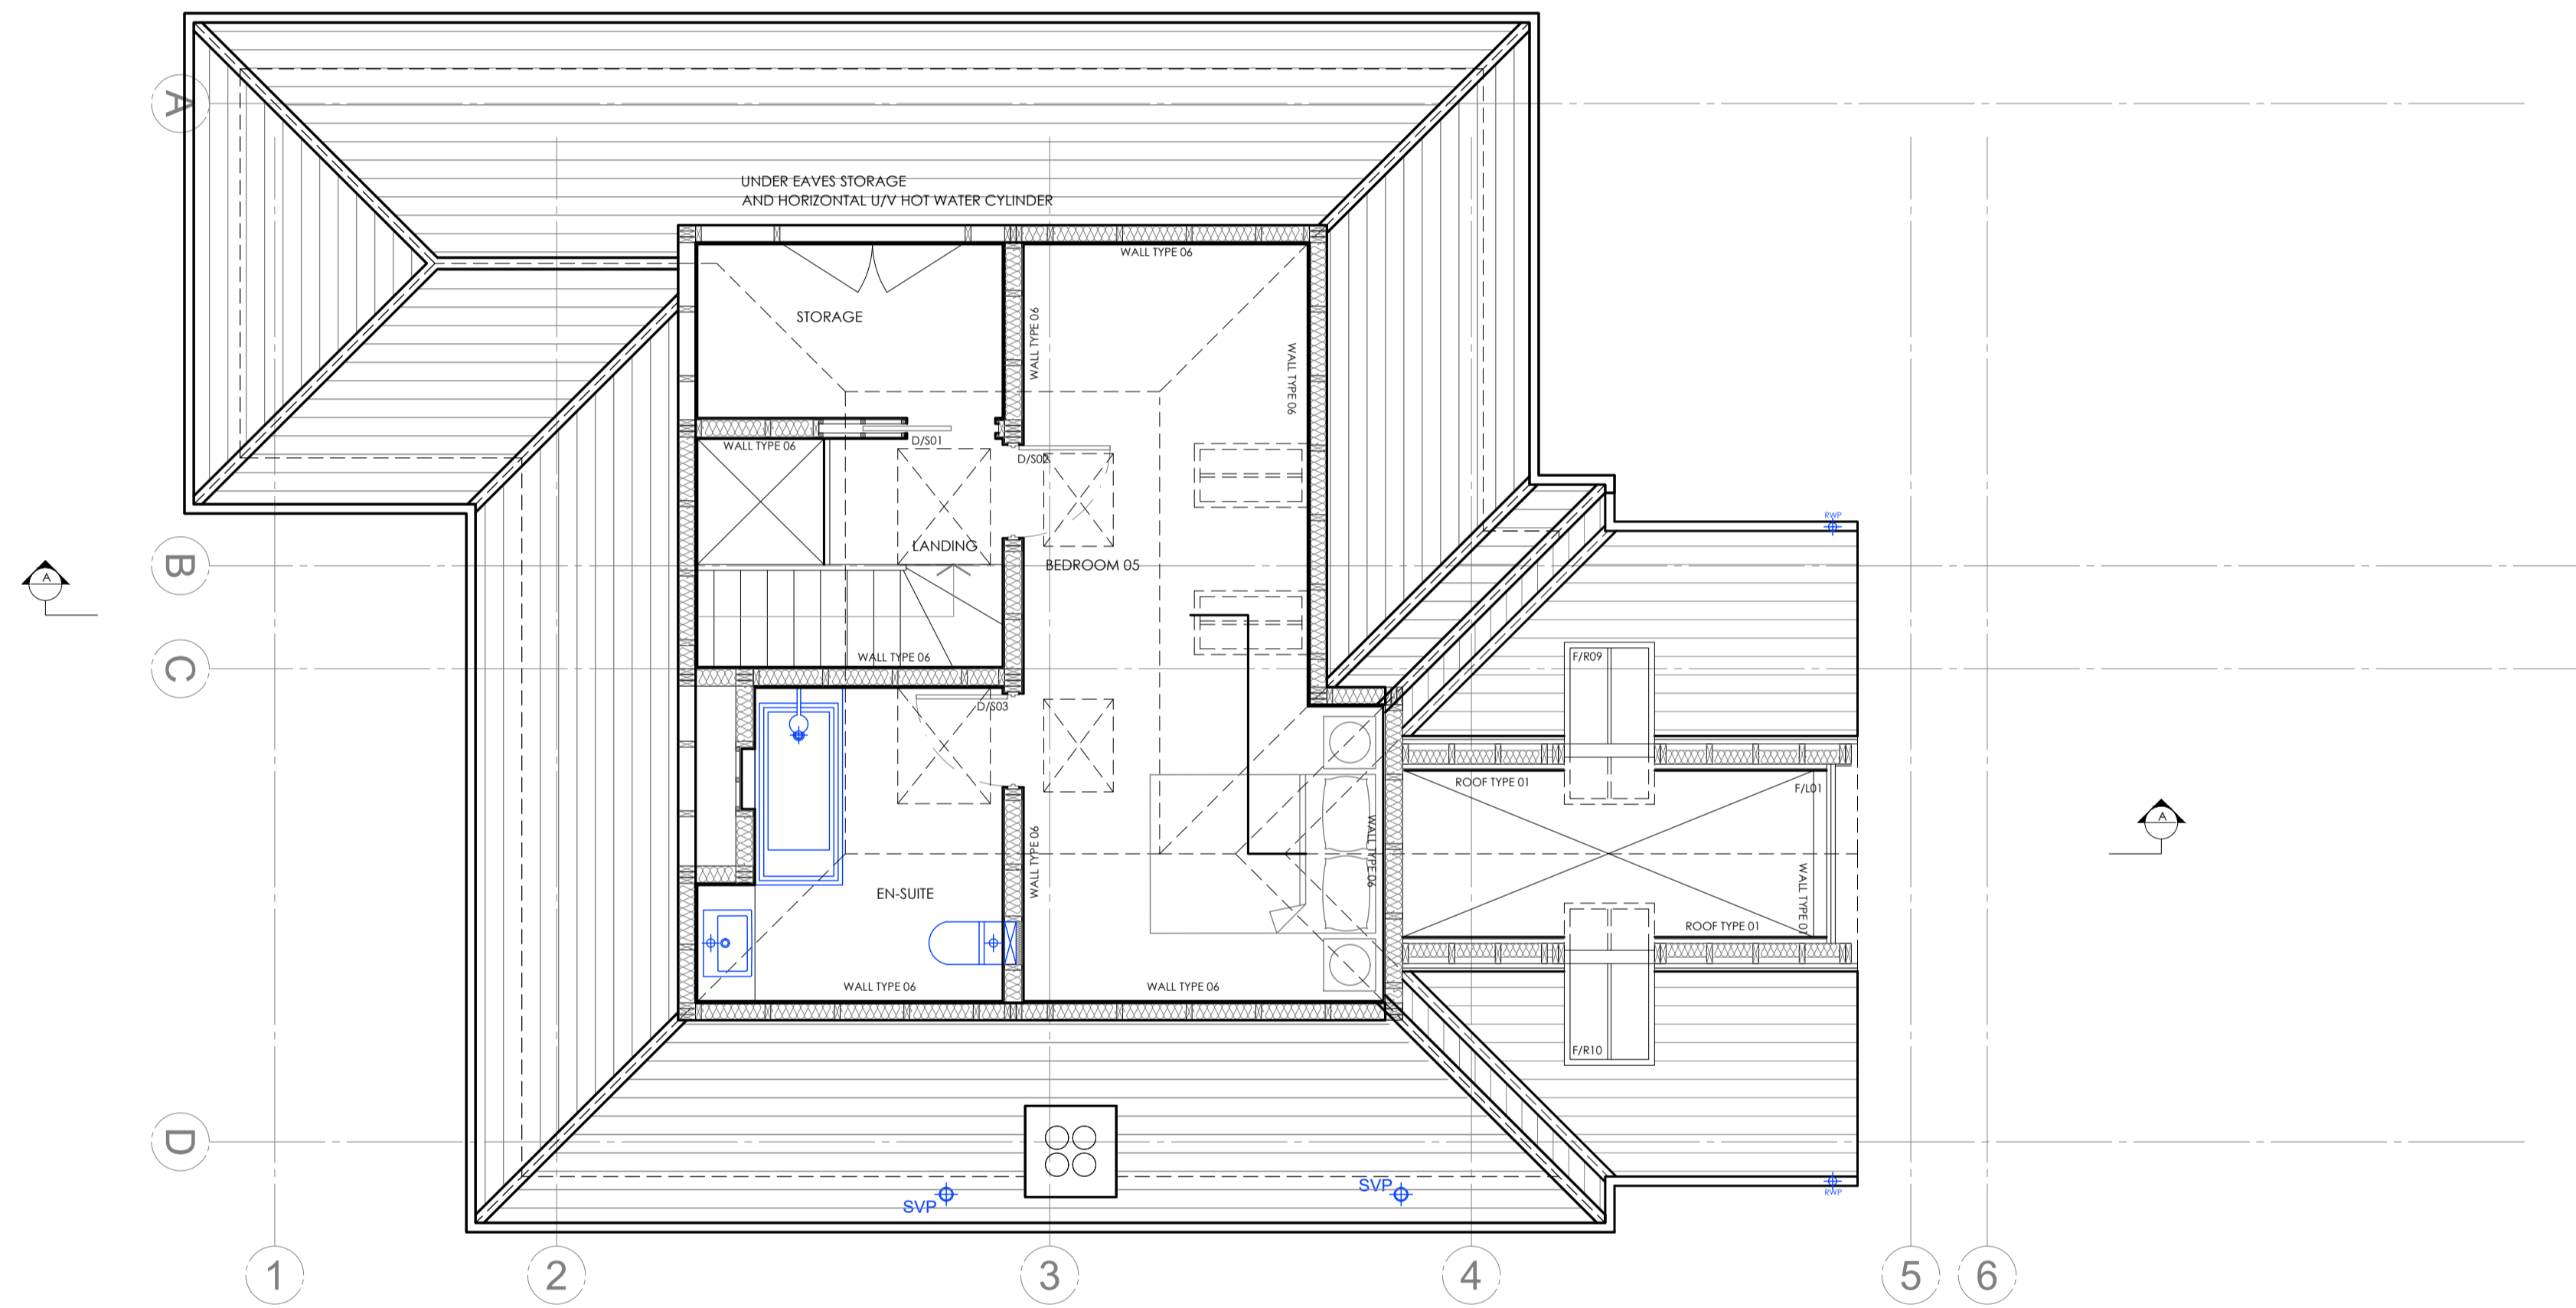 A
UNDER EAVES STORAGE
AND HORIZONTAL U/V HOT WATER CYLINDER
WALL TYPE 06
STORAGE
WALL TYPE 06
WALL TYPE 06
D/S01
WALL TYPE 06
D/S02
RWP
LANDING
BEDROOM 05
B
A
WALL TYPE 06
F/R09
C
D/S03
ROOF TYPE 01
F/L01
A
WALL TYPE 06
WALL TYPE 06
EN-SUITE
WALL TYPE 01
ROOF TYPE 01
WALL TYPE 06
WALL TYPE 06
F/R10
D
SVP
SVP
RWP
1
2
3
4
5
6